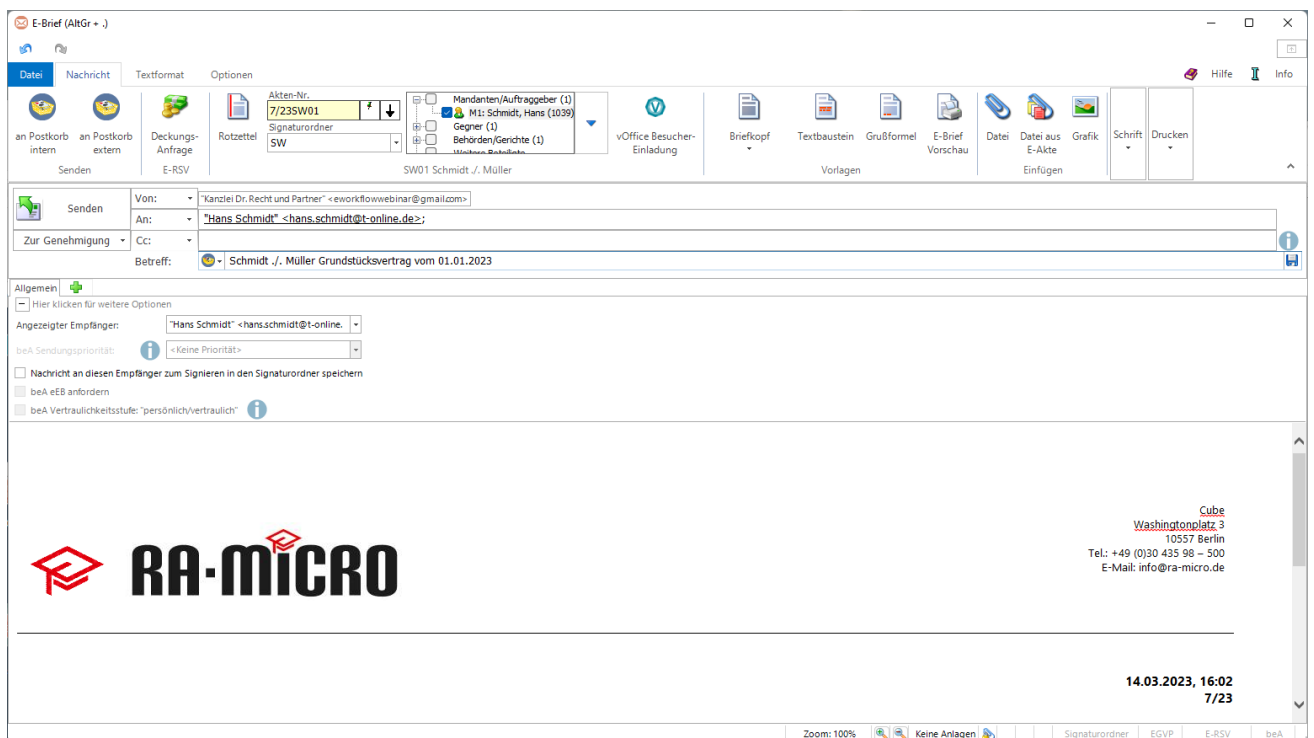 E-Brief (AltGr + .)
Datei Nachricht Textformat Optionen Hilfe Info
an Postkorb intern
an Postkorb extern
Senden
Deckungs-Anfrage
E-RSV
Rotzettel
Akten-Nr.
7/23SW01
Signaturordner
SW
Mandanten/Auftraggeber (1)
M1: Schmidt, Hans (1039)
Gegner (1)
Behörden/Gerichte (1)
Weitere Beteiligte
SW01 Schmidt ./. Müller
vOffice Besucher-Einladung
Briefkopf
Textbaustein
Grußformel
E-Brief Vorschau
Vorlagen
Datei
Datei aus E-Akte
Grafik
Einfügen
Schrift
Drucken
Senden
Zur Genehmigung
Von: "Kanzlei Dr. Recht und Partner" <eworkflowwebinar@gmail.com>
An: "Hans Schmidt" <hans.schmidt@t-online.de>;
Cc:
Betreff: Schmidt ./. Müller Grundstücksvertrag vom 01.01.2023
Allgemein
Hier klicken für weitere Optionen
Angezeigter Empfänger: "Hans Schmidt" <hans.schmidt@t-online.
beA Sendungspriorität: <Keine Priorität>
Nachricht an diesen Empfänger zum Signieren in den Signaturordner speichern
beA eEB anfordern
beA Vertraulichkeitsstufe: "persönlich/vertraulich"
Cube
Washingtonplatz 3
10557 Berlin
Tel.: +49 (0)30 435 98 – 500
E-Mail: info@ra-micro.de
RA-MICRO
14.03.2023, 16:02
7/23
Zoom: 100% Keine Anlagen Signaturordner EGVP E-RSV beA